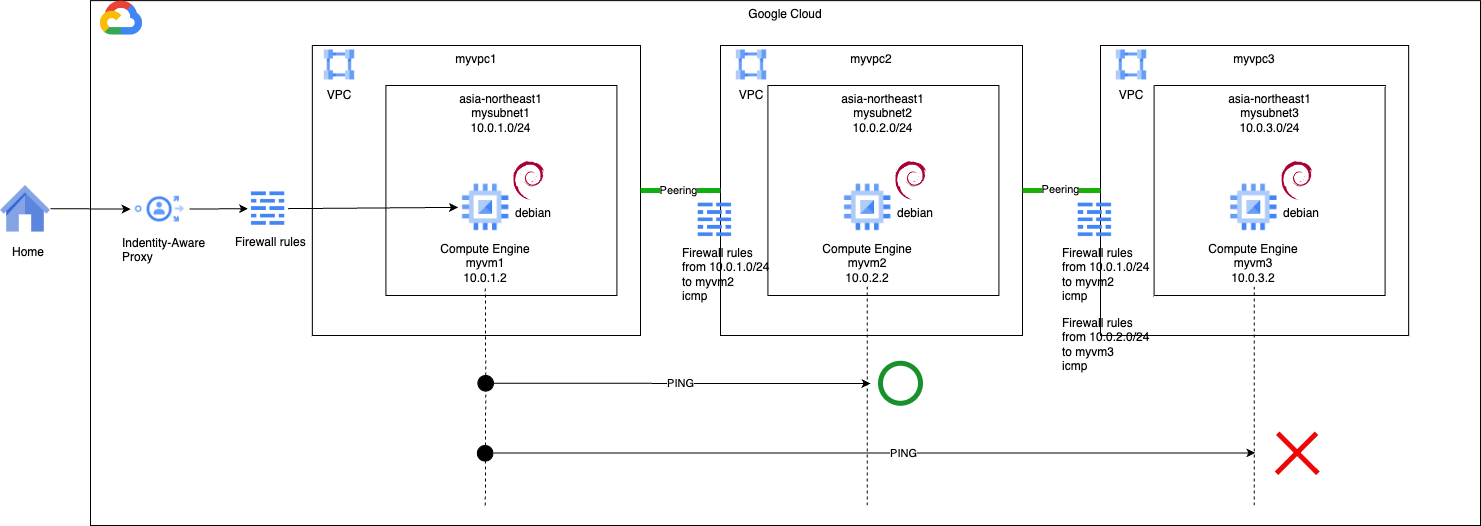 Google Cloud
myvpc1
VPC
asia-northeast1
mysubnet1
10.0.1.0/24
debian
Compute Engine
myvm1
10.0.1.2
myvpc2
VPC
asia-northeast1
mysubnet2
10.0.2.0/24
debian
Compute Engine
myvm2
10.0.2.2
myvpc3
VPC
asia-northeast1
mysubnet3
10.0.3.0/24
debian
Compute Engine
myvm3
10.0.3.2
Home
Indentity-Aware
Proxy
Firewall rules
Peering
Firewall rules
from 10.0.1.0/24
to myvm2
icmp
Peering
Firewall rules
from 10.0.1.0/24
to myvm2
icmp
Firewall rules
from 10.0.2.0/24
to myvm3
icmp
PING
PING